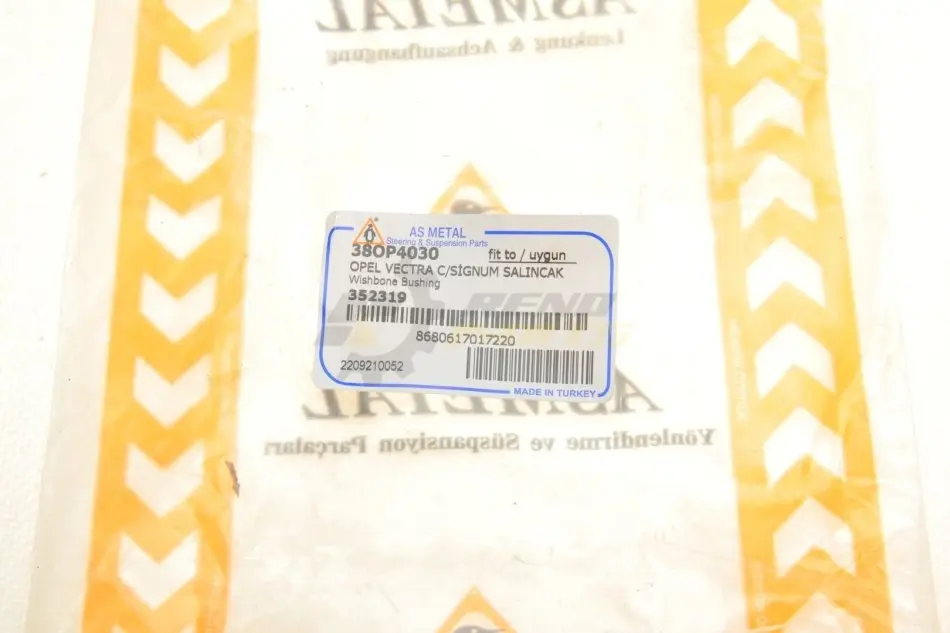 ASMETAL
Lenkung & Achsaufhangung
AS METAL
Steering & Suspension Parts
38OP4030 fit to / uygun
OPEL VECTRA C/SİGNUM SALINCAK
Wishbone Bushing
352319
8680617017220
2209210052
MADE IN TURKEY
ASMETAL
Yönlendirme ve Süspansiyon Parçaları